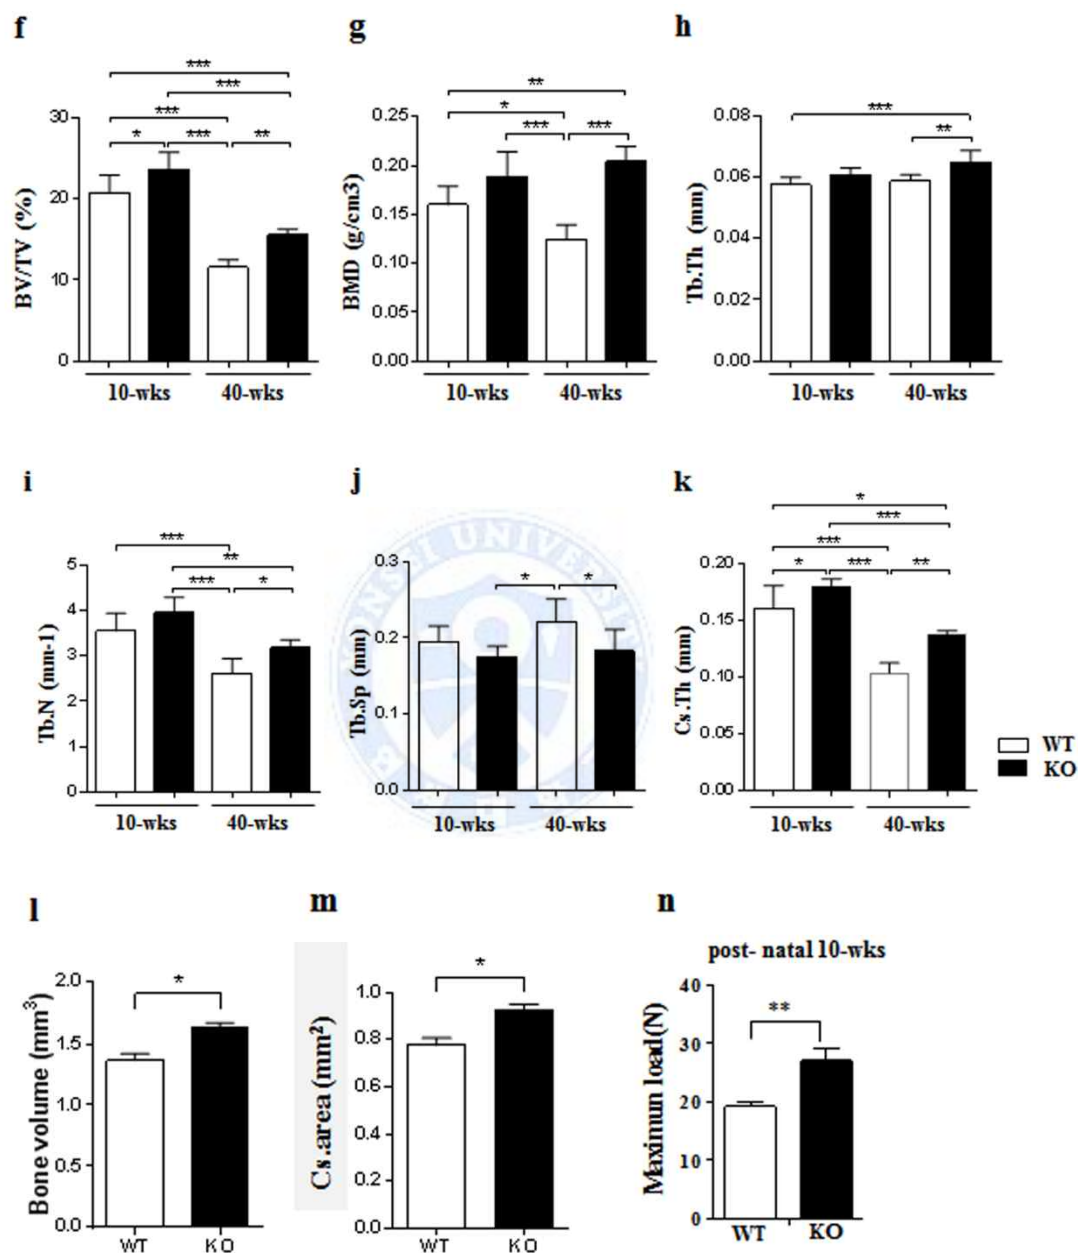 f
g
h
***
***
***
*
***
**
BV/TV (%)
30
20
10
0
10-wks
40-wks
**
*
***
***
BMD (g/cm3)
0.25
0.20
0.15
0.10
0.05
0.00
10-wks
40-wks
***
**
Tb.Th (mm)
0.08
0.06
0.04
0.02
0.00
10-wks
40-wks
i
j
k
***
**
***
*
Tb.N (mm-1)
5
4
3
2
1
0
10-wks
40-wks
*
*
Tb.Sp (mm)
0.3
0.2
0.1
0.0
10-wks
40-wks
*
***
***
*
***
**
Cs.Th (mm)
0.20
0.15
0.10
0.05
0.00
10-wks
40-wks
WT
KO
l
m
n
*
Bone volume (mm³)
2.0
1.5
1.0
0.5
0.0
WT
KO
*
Cs.area (mm²)
1.0
0.8
0.6
0.4
0.2
0.0
WT
KO
post- natal 10-wks
**
Maximun load(N)
40
30
20
10
0
WT
KO